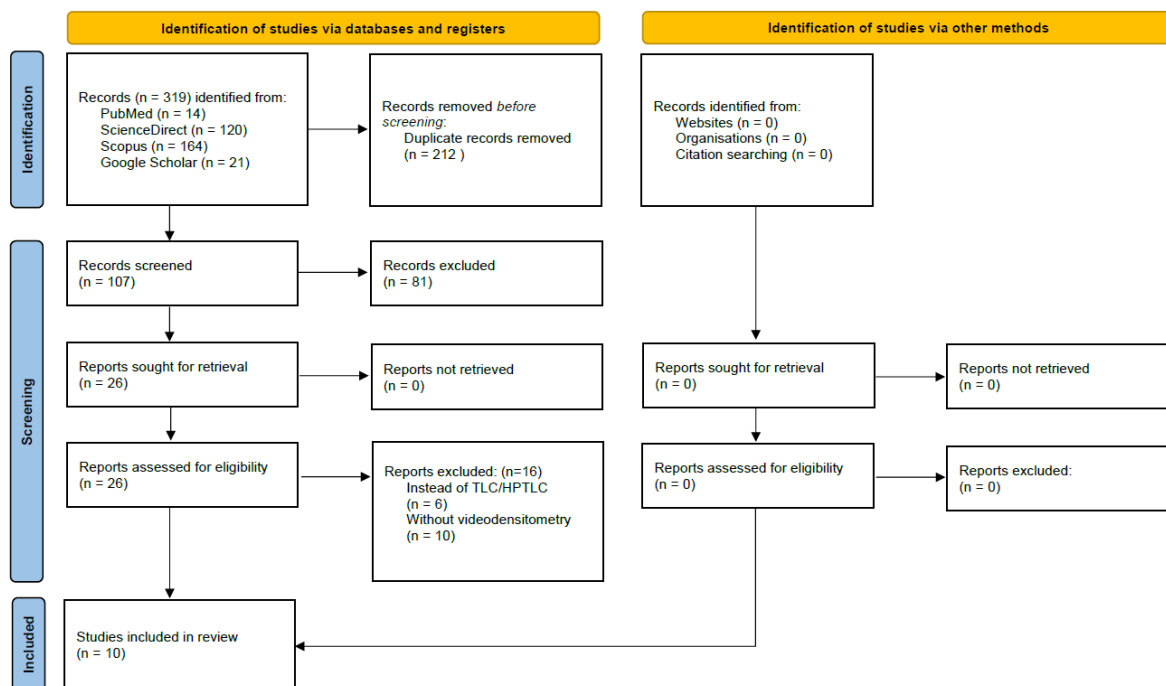 Identification of studies via databases and registers
Identification of studies via other methods
Identification
Records (n = 319) identified from:
PubMed (n = 14)
ScienceDirect (n = 120)
Scopus (n = 164)
Google Scholar (n = 21)
Records removed before
screening:
Duplicate records removed
(n = 212 )
Records identified from:
Websites (n = 0)
Organisations (n = 0)
Citation searching (n = 0)
Screening
Records screened
(n = 107)
Records excluded
(n = 81)
Reports sought for retrieval
(n = 26)
Reports not retrieved
(n = 0)
Reports sought for retrieval
(n = 0)
Reports not retrieved
(n = 0)
Reports assessed for eligibility
(n = 26)
Reports excluded: (n=16)
Instead of TLC/HPTLC
(n = 6)
Without videodensitometry
(n = 10)
Reports assessed for eligibility
(n = 0)
Reports excluded:
(n = 0)
Included
Studies included in review
(n = 10)